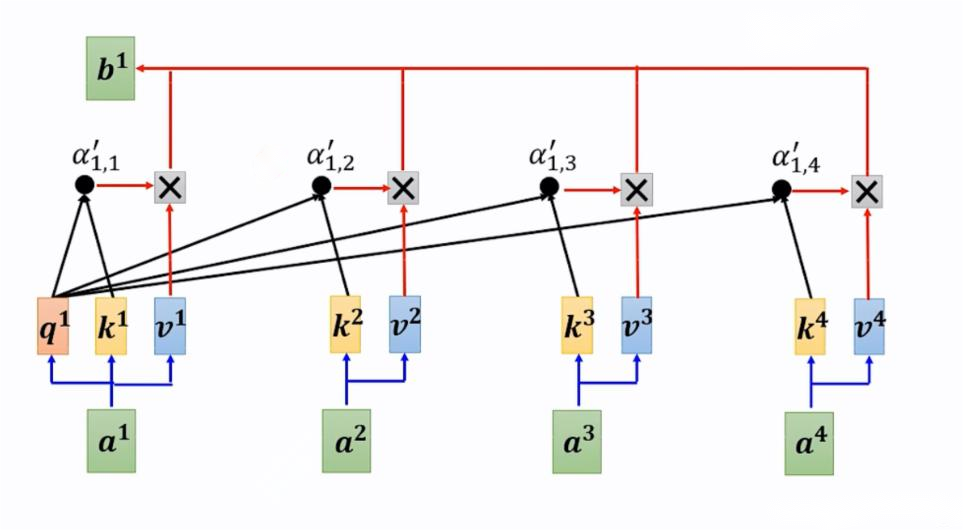 b¹
α′₁,₁ α′₁,₂ α′₁,₃ α′₁,₄
× × × ×
q¹ k¹ v¹ k² v² k³ v³ k⁴ v⁴
a¹ a² a³ a⁴